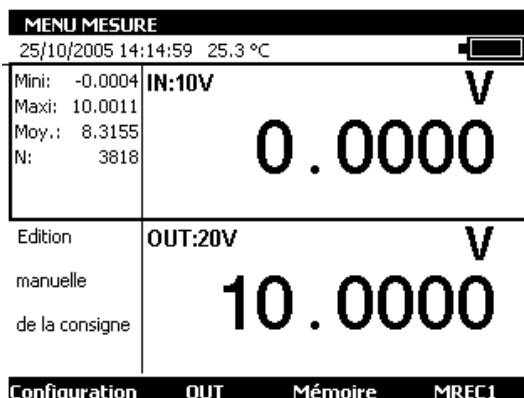 MENU MESURE
25/10/2005 14:14:59 25.3 °C
Mini: -0.0004
Maxi: 10.0011
Moy.: 8.3155
N: 3818
IN:10V
V
0.0000
Edition
manuelle
de la consigne
OUT:20V
V
10.0000
Configuration OUT Mémoire MREC1